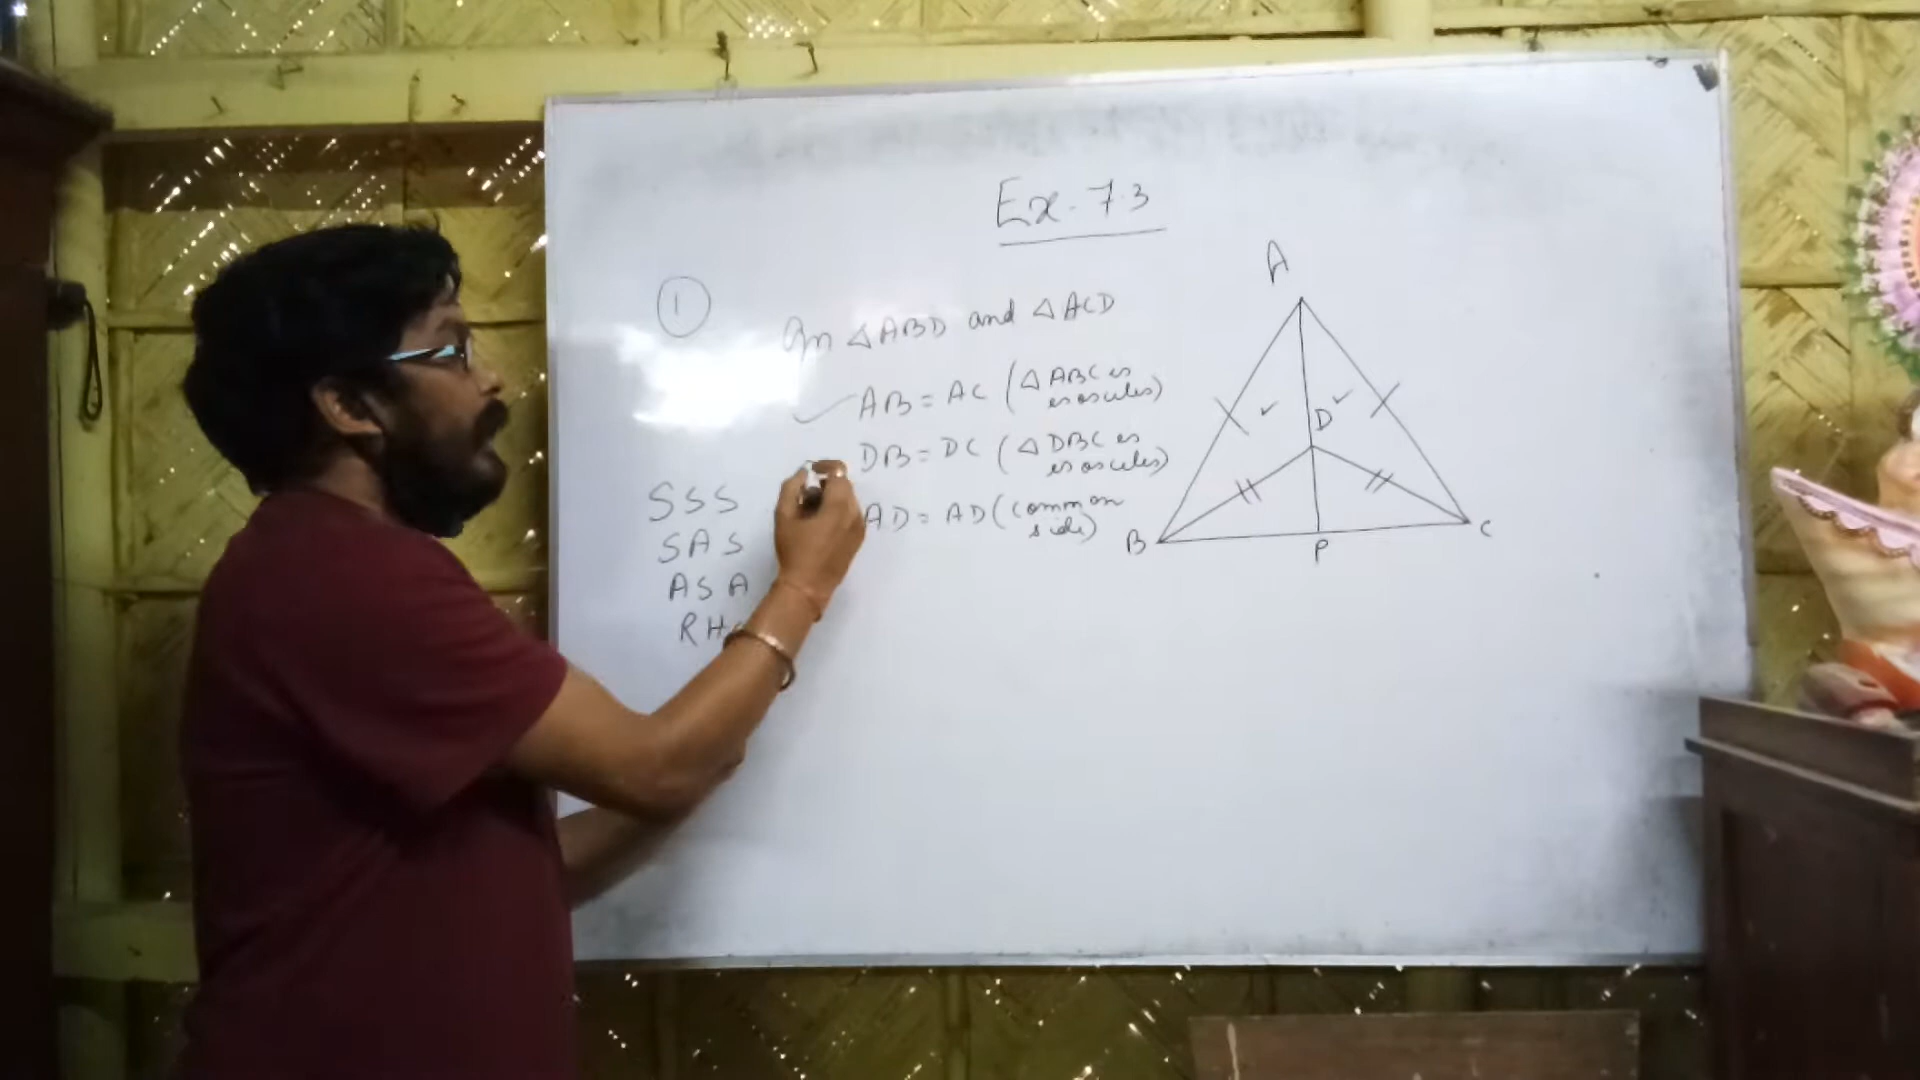 Ex. 7.3
1
In △ABD and △ACD
AB = AC (△ABC is
isosceles)
DB = DC (△DBC is
isosceles)
AD = AD (common
side)
SSS
SAS
ASA
RH
A
D
B
P
C